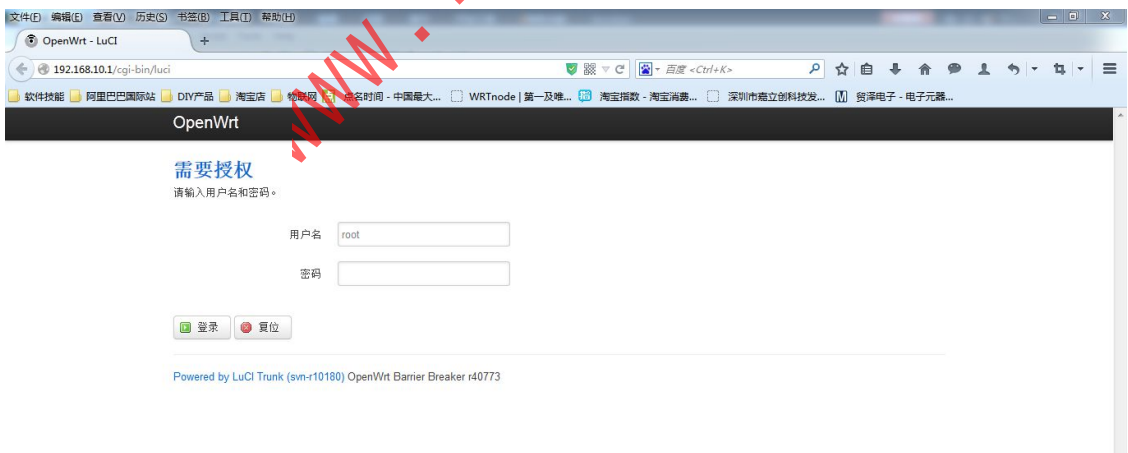 文件(F) 编辑(E) 查看(V) 历史(S) 书签(B) 工具(T) 帮助(H)
OpenWrt - LuCI
192.168.10.1/cgi-bin/luci 百度 <Ctrl+K>
软件技能 阿里巴巴国际站 DIY产品 淘宝店 物联网 点名时间 - 中国最大... WRTnode | 第一及唯... 淘宝指数 - 淘宝消费... 深圳市嘉立创科技发... 贸泽电子 - 电子元器...
OpenWrt
需要授权
请输入用户名和密码。
用户名 root
密码
登录 复位
Powered by LuCI Trunk (svn-r10180) OpenWrt Barrier Breaker r40773
www.